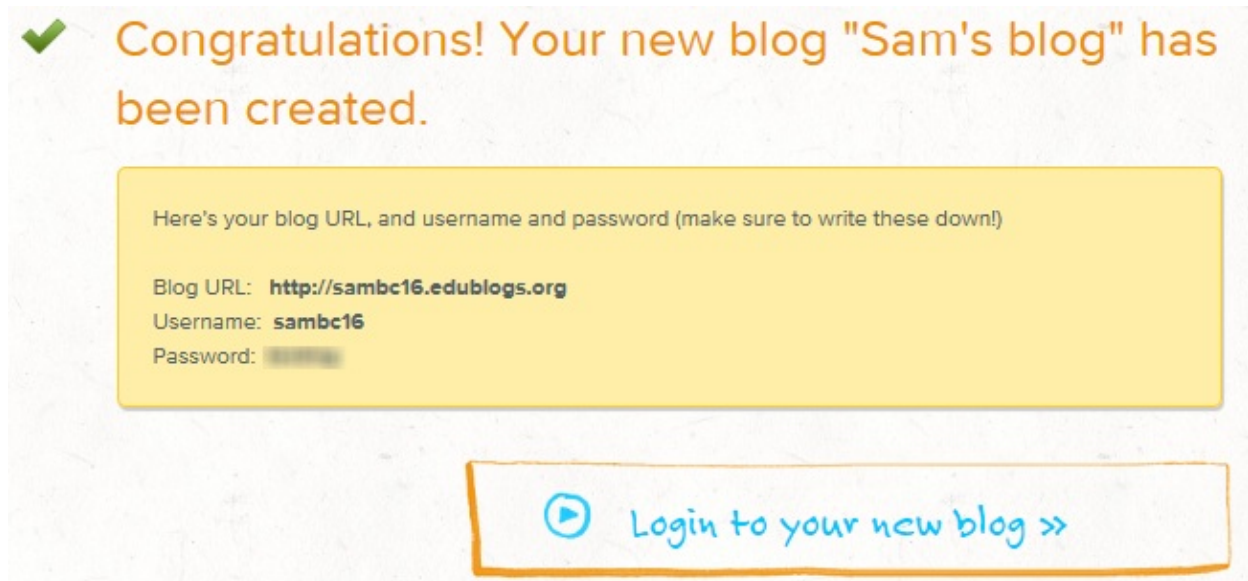 Congratulations! Your new blog "Sam's blog" has
been created.
Here's your blog URL, and username and password (make sure to write these down!)
Blog URL: http://sambc16.edublogs.org
Username: sambc16
Password:
Login to your new blog »